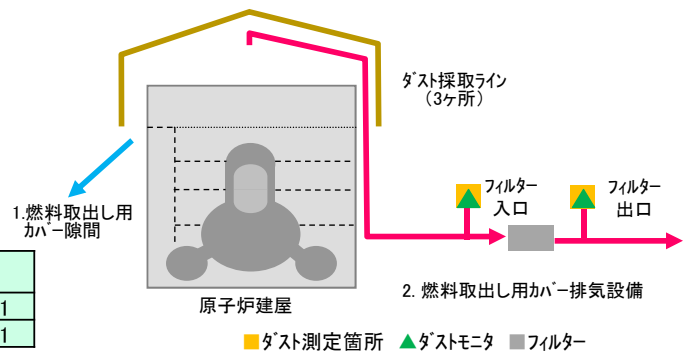 ﾀﾞｽﾄ採取ﾗｲﾝ
（3ヶ所）
1.燃料取出し用
ｶﾊﾞｰ隙間
ﾌｨﾙﾀｰ
入口
ﾌｨﾙﾀｰ
出口
1
1
原子炉建屋
2. 燃料取出し用ｶﾊﾞｰ排気設備
ﾀﾞｽﾄ測定箇所 ﾀﾞｽﾄﾓﾆﾀ ﾌｨﾙﾀｰ